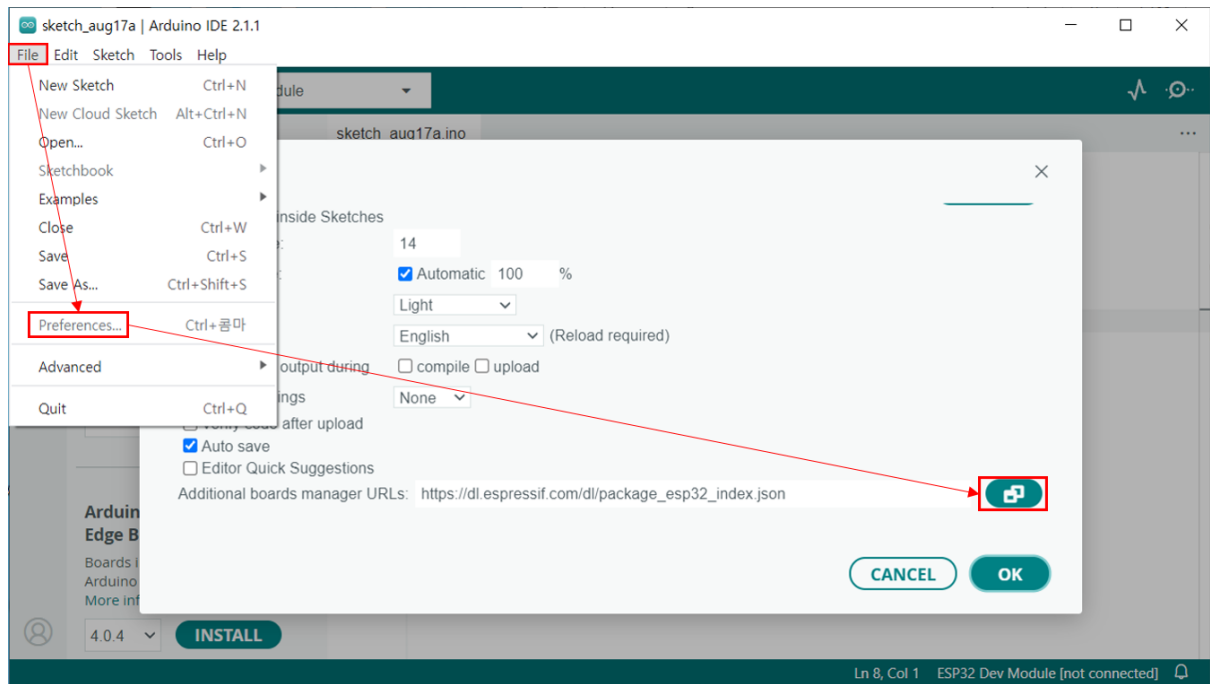 sketch_aug17a | Arduino IDE 2.1.1
File Edit Sketch Tools Help
New Sketch Ctrl+N
New Cloud Sketch Alt+Ctrl+N
Open... Ctrl+O
Sketchbook
Examples
Close Ctrl+W
Save Ctrl+S
Save As... Ctrl+Shift+S
Preferences... Ctrl+콤마
Advanced
Quit Ctrl+Q
dule
sketch_aug17a.ino
inside Sketches
14
Automatic 100 %
Light
English (Reload required)
output during compile upload
ings None
Verify code after upload
Auto save
Editor Quick Suggestions
Additional boards manager URLs: https://dl.espressif.com/dl/package_esp32_index.json
CANCEL OK
Arduin
Edge B
Boards i
Arduino
More inf
4.0.4 INSTALL
Ln 8, Col 1 ESP32 Dev Module [not connected]